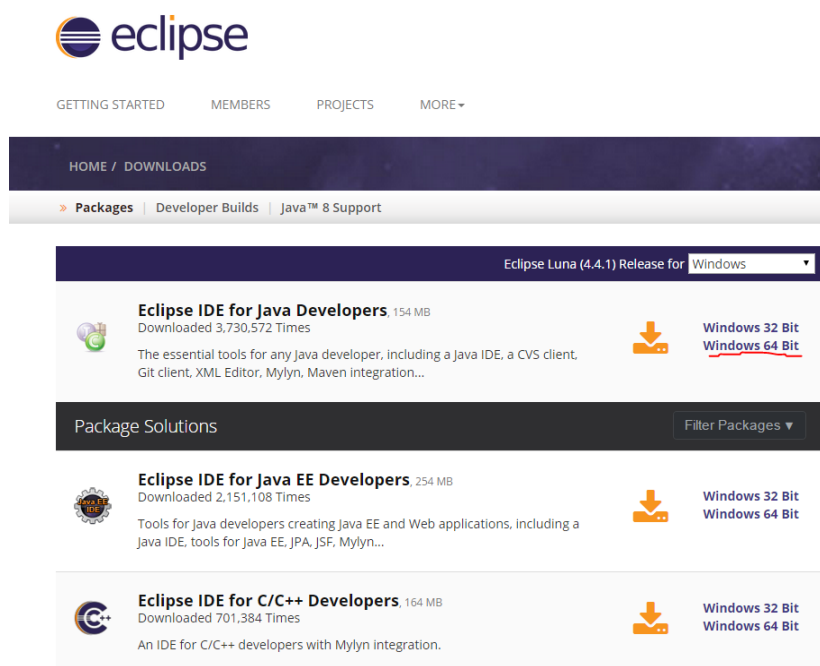 eclipse
GETTING STARTED MEMBERS PROJECTS MORE
HOME / DOWNLOADS
» Packages | Developer Builds | Java™ 8 Support
Eclipse Luna (4.4.1) Release for Windows
Eclipse IDE for Java Developers, 154 MB
Downloaded 3,730,572 Times
Windows 32 Bit
The essential tools for any Java developer, including a Java IDE, a CVS client,
Windows 64 Bit
Git client, XML Editor, Mylyn, Maven integration...
Package Solutions Filter Packages ▼
Java EE
IDE
Eclipse IDE for Java EE Developers, 254 MB
Downloaded 2,151,108 Times
Windows 32 Bit
Tools for Java developers creating Java EE and Web applications, including a
Windows 64 Bit
Java IDE, tools for Java EE, JPA, JSF, Mylyn...
C++
Eclipse IDE for C/C++ Developers, 164 MB
Downloaded 701,384 Times
Windows 32 Bit
Windows 64 Bit
An IDE for C/C++ developers with Mylyn integration.